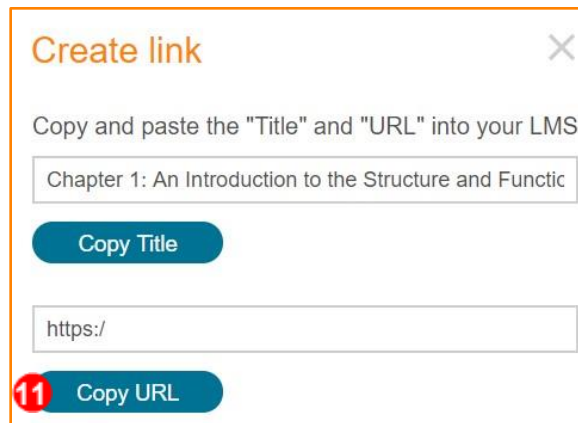 Create link
Copy and paste the "Title" and "URL" into your LMS
Chapter 1: An Introduction to the Structure and
Copy Title
https:/
11 Copy URL